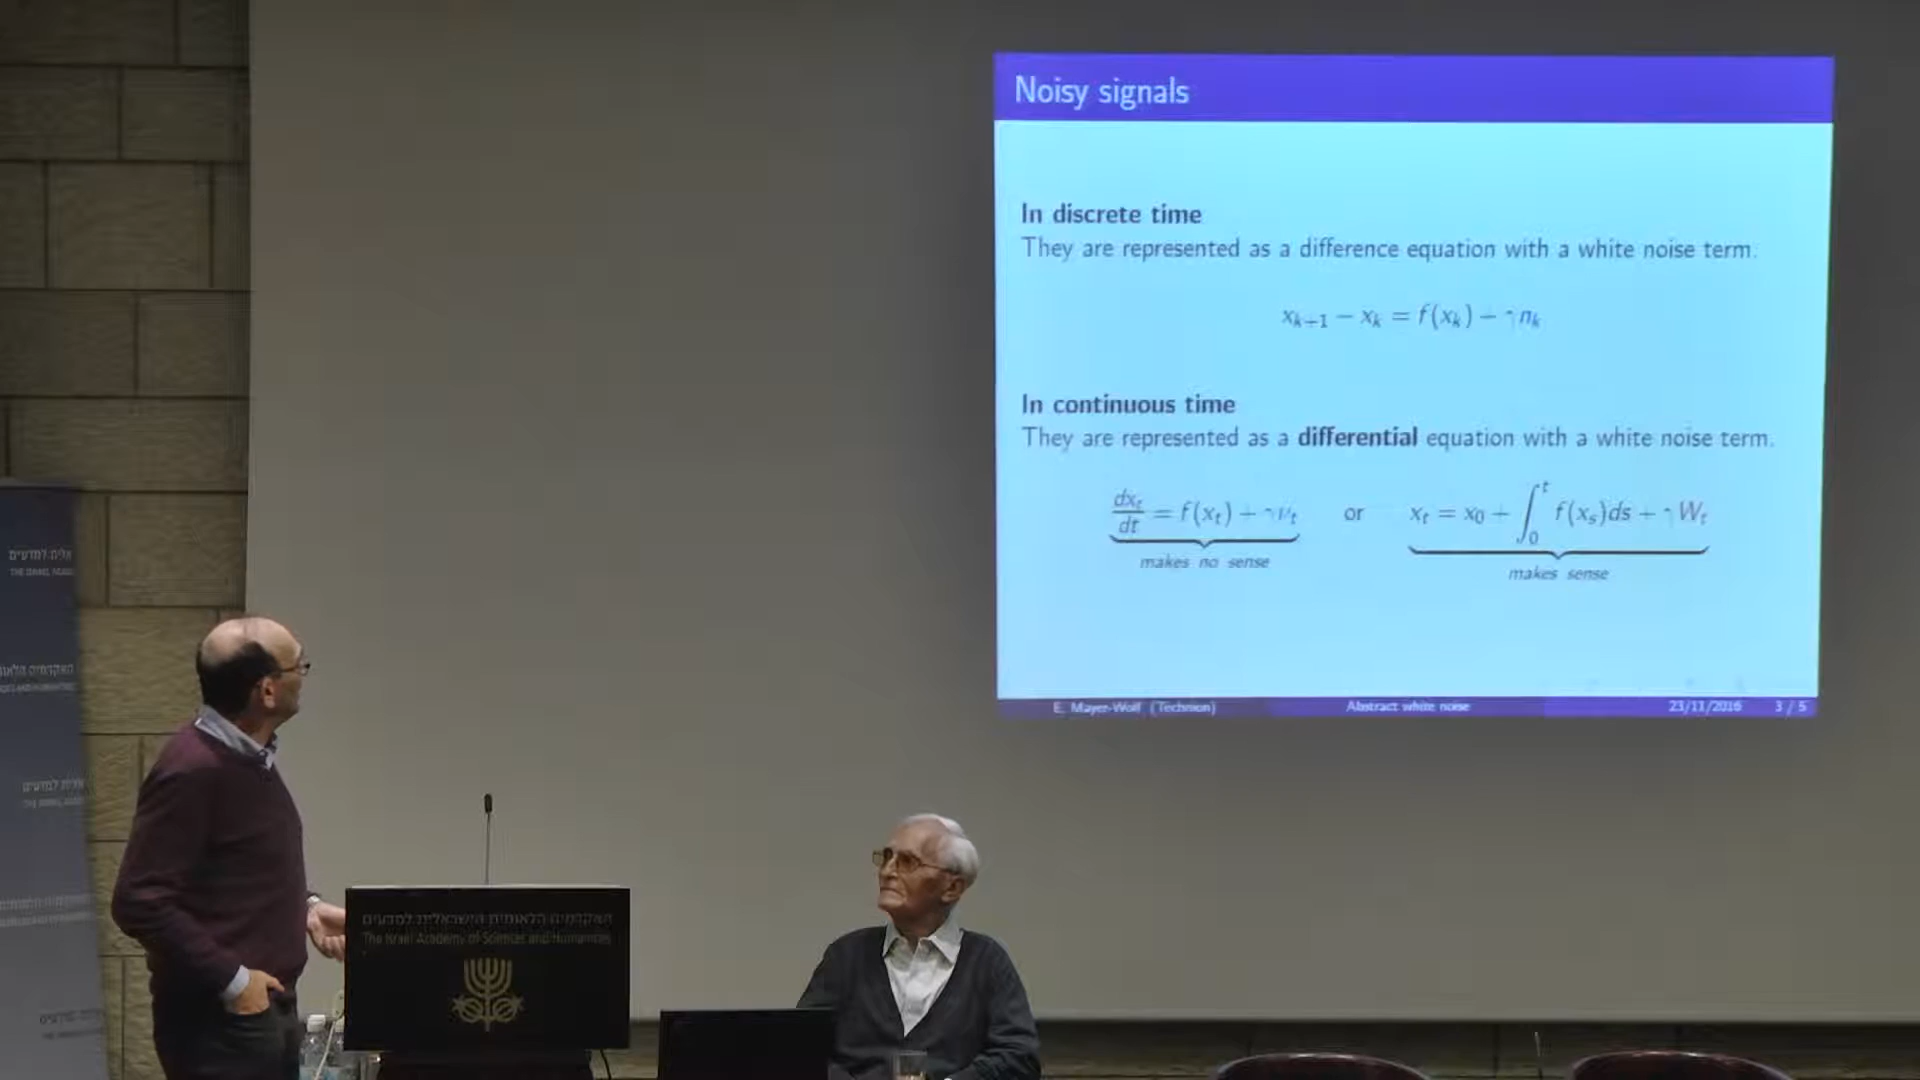 Noisy signals
In discrete time
They are represented as a difference equation with a white noise term.
xₖ₊₁ − xₖ = f(xₖ) + γnₖ
In continuous time
They are represented as a differential equation with a white noise term.
dxₜ/dt = f(xₜ) + γνₜ or xₜ = x₀ + ∫₀ᵗ f(xₛ)ds + γWₜ
makes no sense
makes sense
E. Mayer-Wolf (Technion) Abstract white noise 23/11/2016 3 / 5
האקדמיה הלאומית הישראלית למדעים
The Israel Academy of Sciences and Humanities